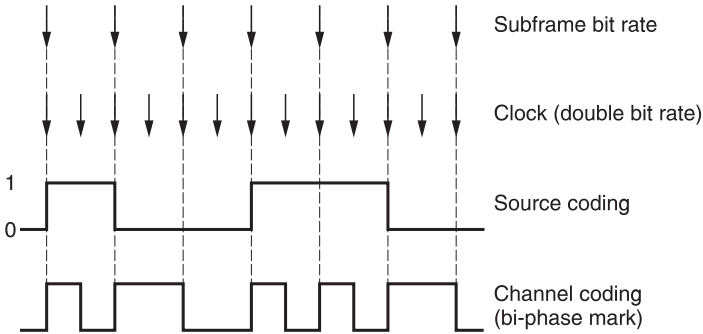 Subframe bit rate
Clock (double bit rate)
1
Source coding
0
Channel coding
(bi-phase mark)